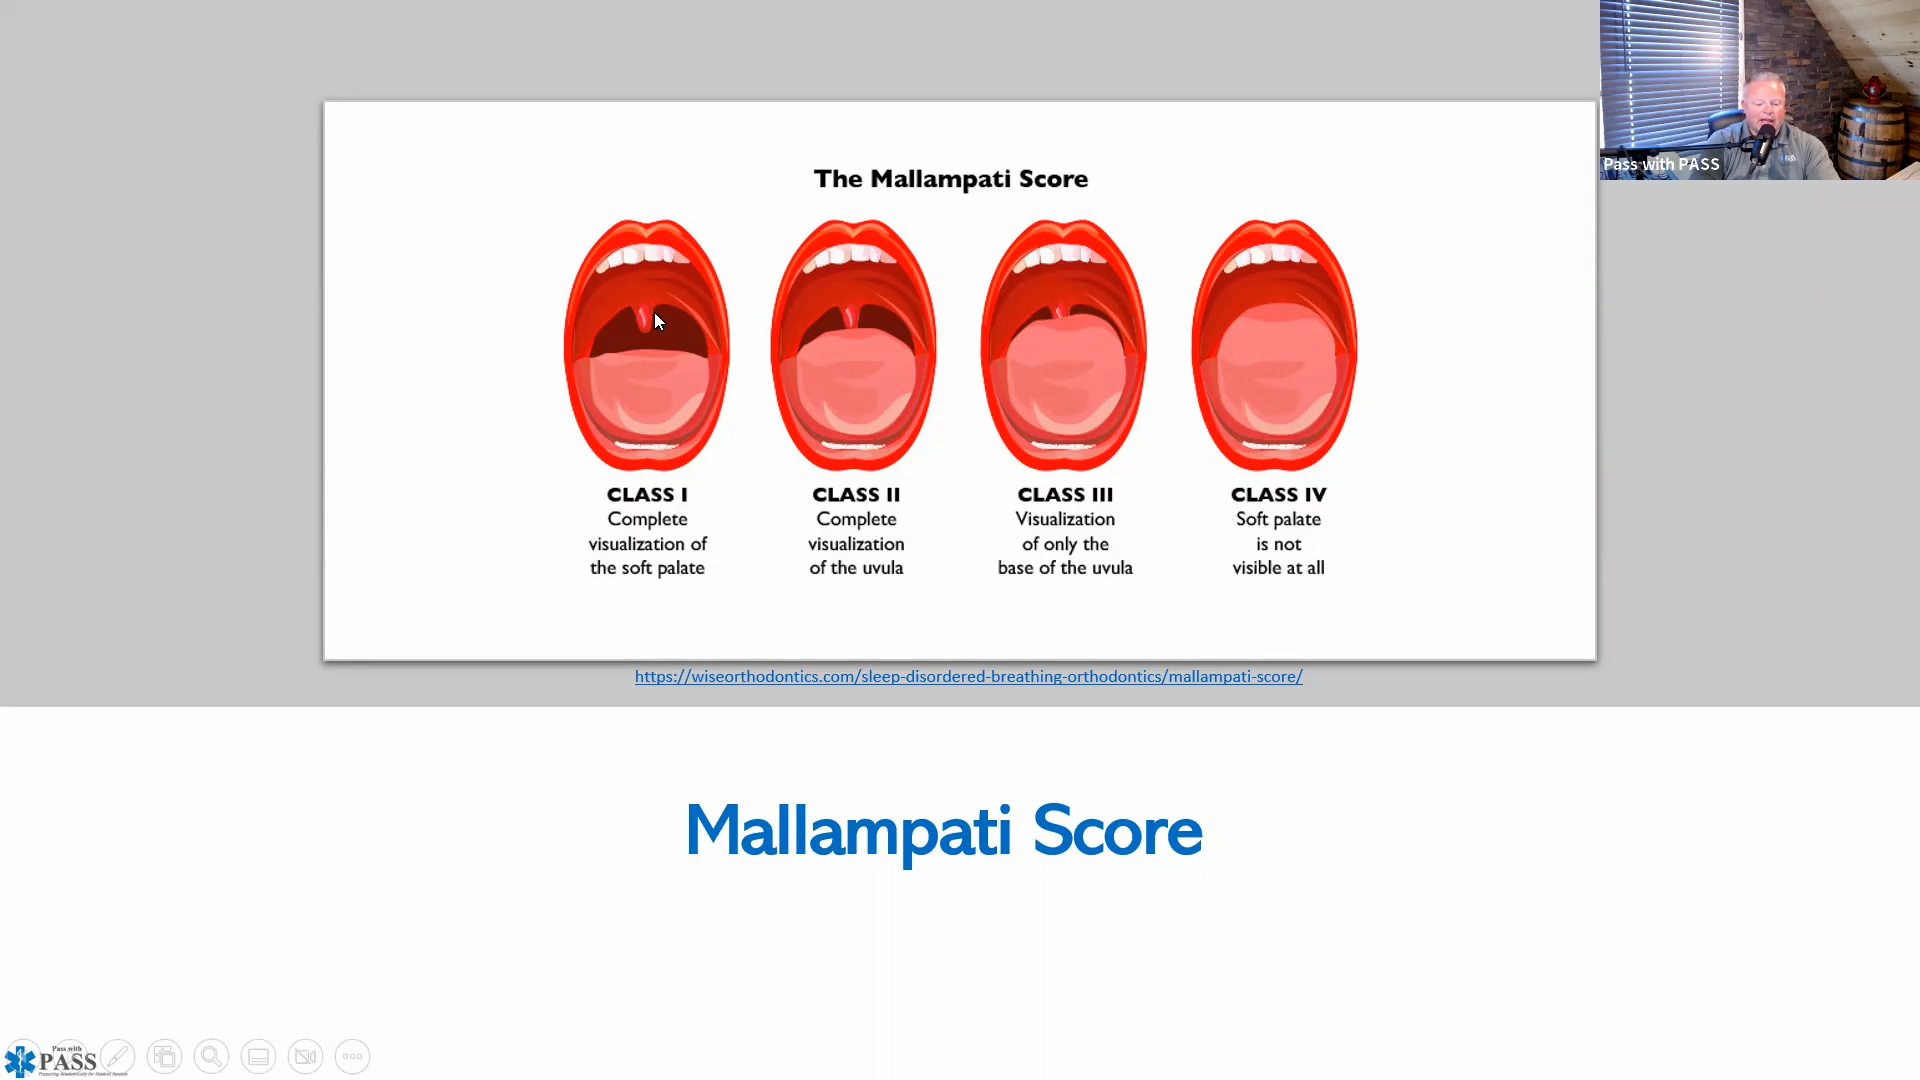 Pass with PASS
The Mallampati Score
CLASS I
Complete
visualization of
the soft palate
CLASS II
Complete
visualization
of the uvula
CLASS III
Visualization
of only the
base of the uvula
CLASS IV
Soft palate
is not
visible at all
https://wiseorthodontics.com/sleep-disordered-breathing-orthodontics/mallampati-score/
Mallampati Score
Pass with
PASS